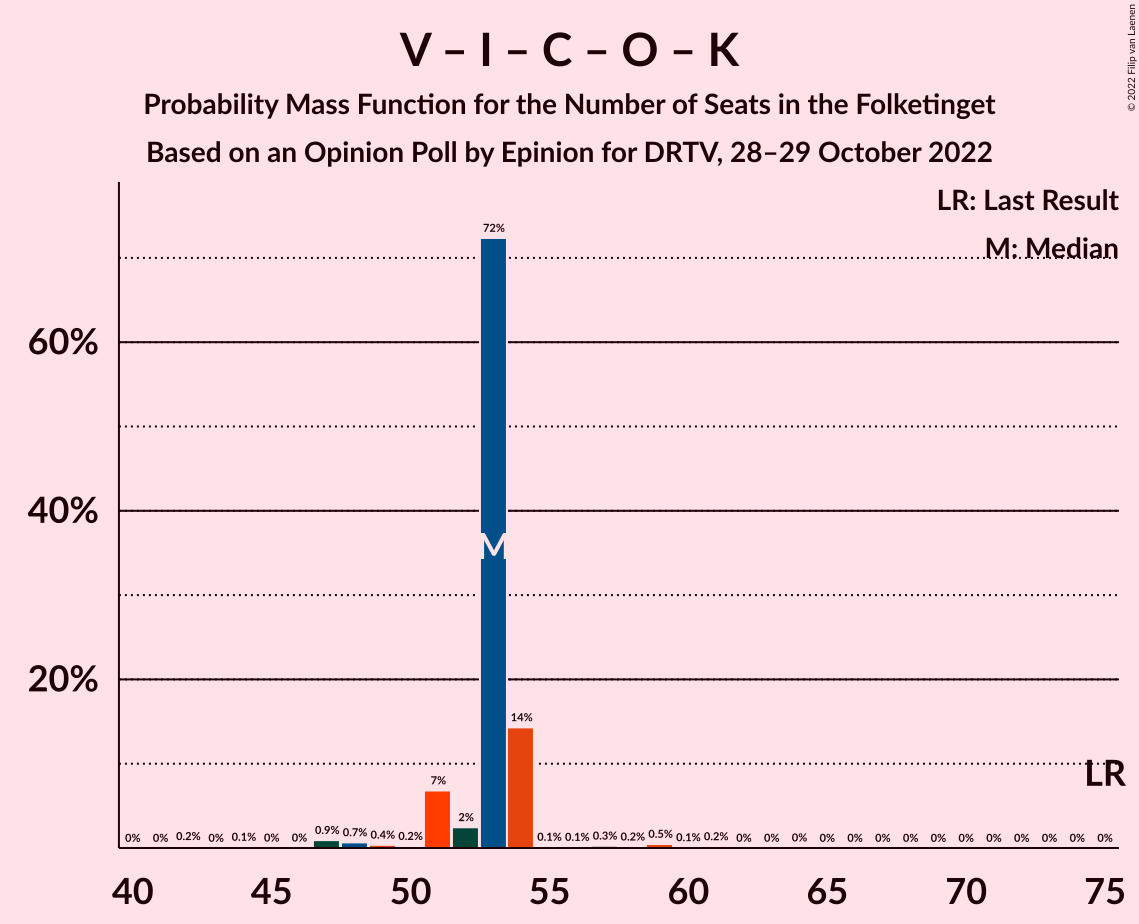 V – I – C – O – K
Probability Mass Function for the Number of Seats in the Folketinget
Based on an Opinion Poll by Epinion for DRTV, 28–29 October 2022
© 2022 Filip van Laenen
LR: Last Result
M: Median
72%
60%
40%
M
20%
14%
LR
7%
2%
0% 0% 0.2% 0% 0.1% 0% 0% 0.9% 0.7% 0.4% 0.2% 0.1% 0.1% 0.3% 0.2% 0.5% 0.1% 0.2% 0% 0% 0% 0% 0% 0% 0% 0% 0% 0% 0% 0% 0% 0%
40 45 50 55 60 65 70 75